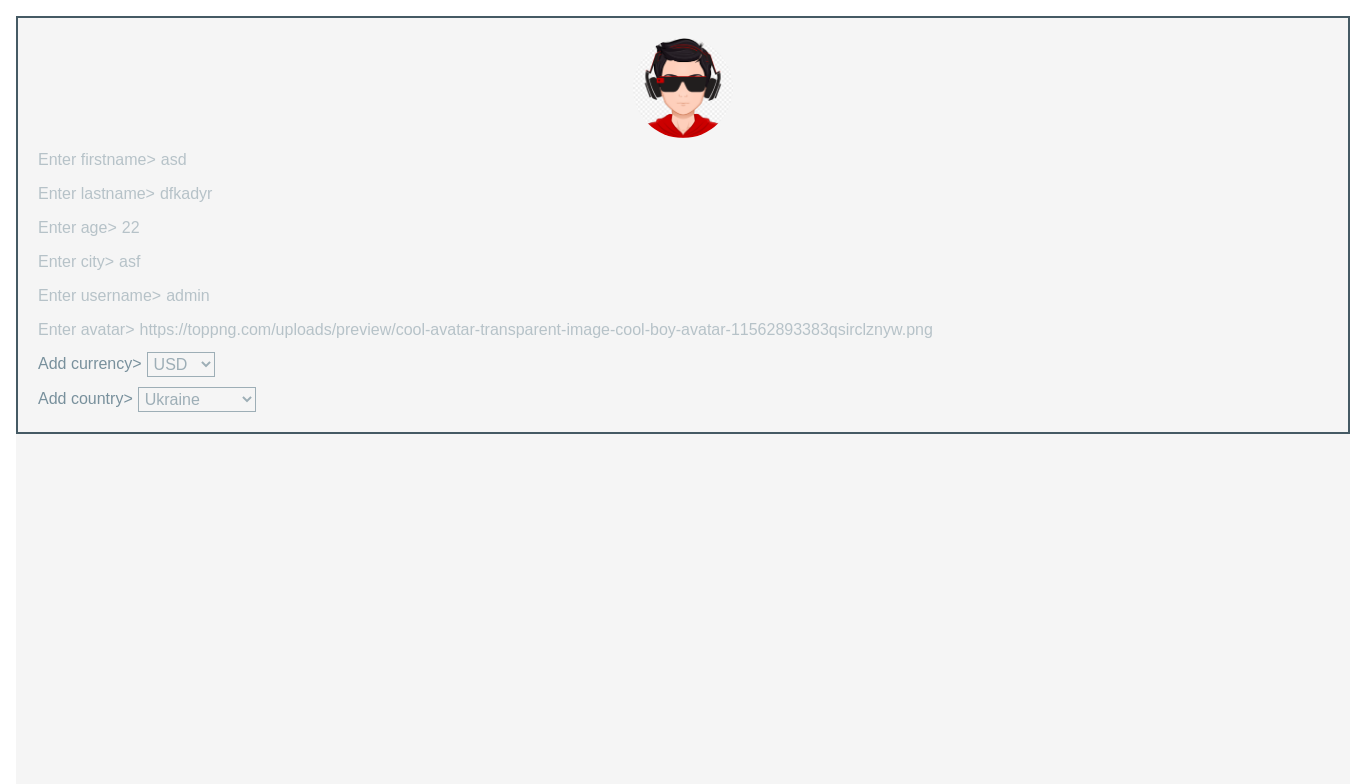 Enter firstname> asd
Enter lastname> dfkadyr
Enter age> 22
Enter city> asf
Enter username> admin
Enter avatar> https://toppng.com/uploads/preview/cool-avatar-transparent-image-cool-boy-avatar-11562893383qsirclznyw.png
Add currency> USD
Add country> Ukraine